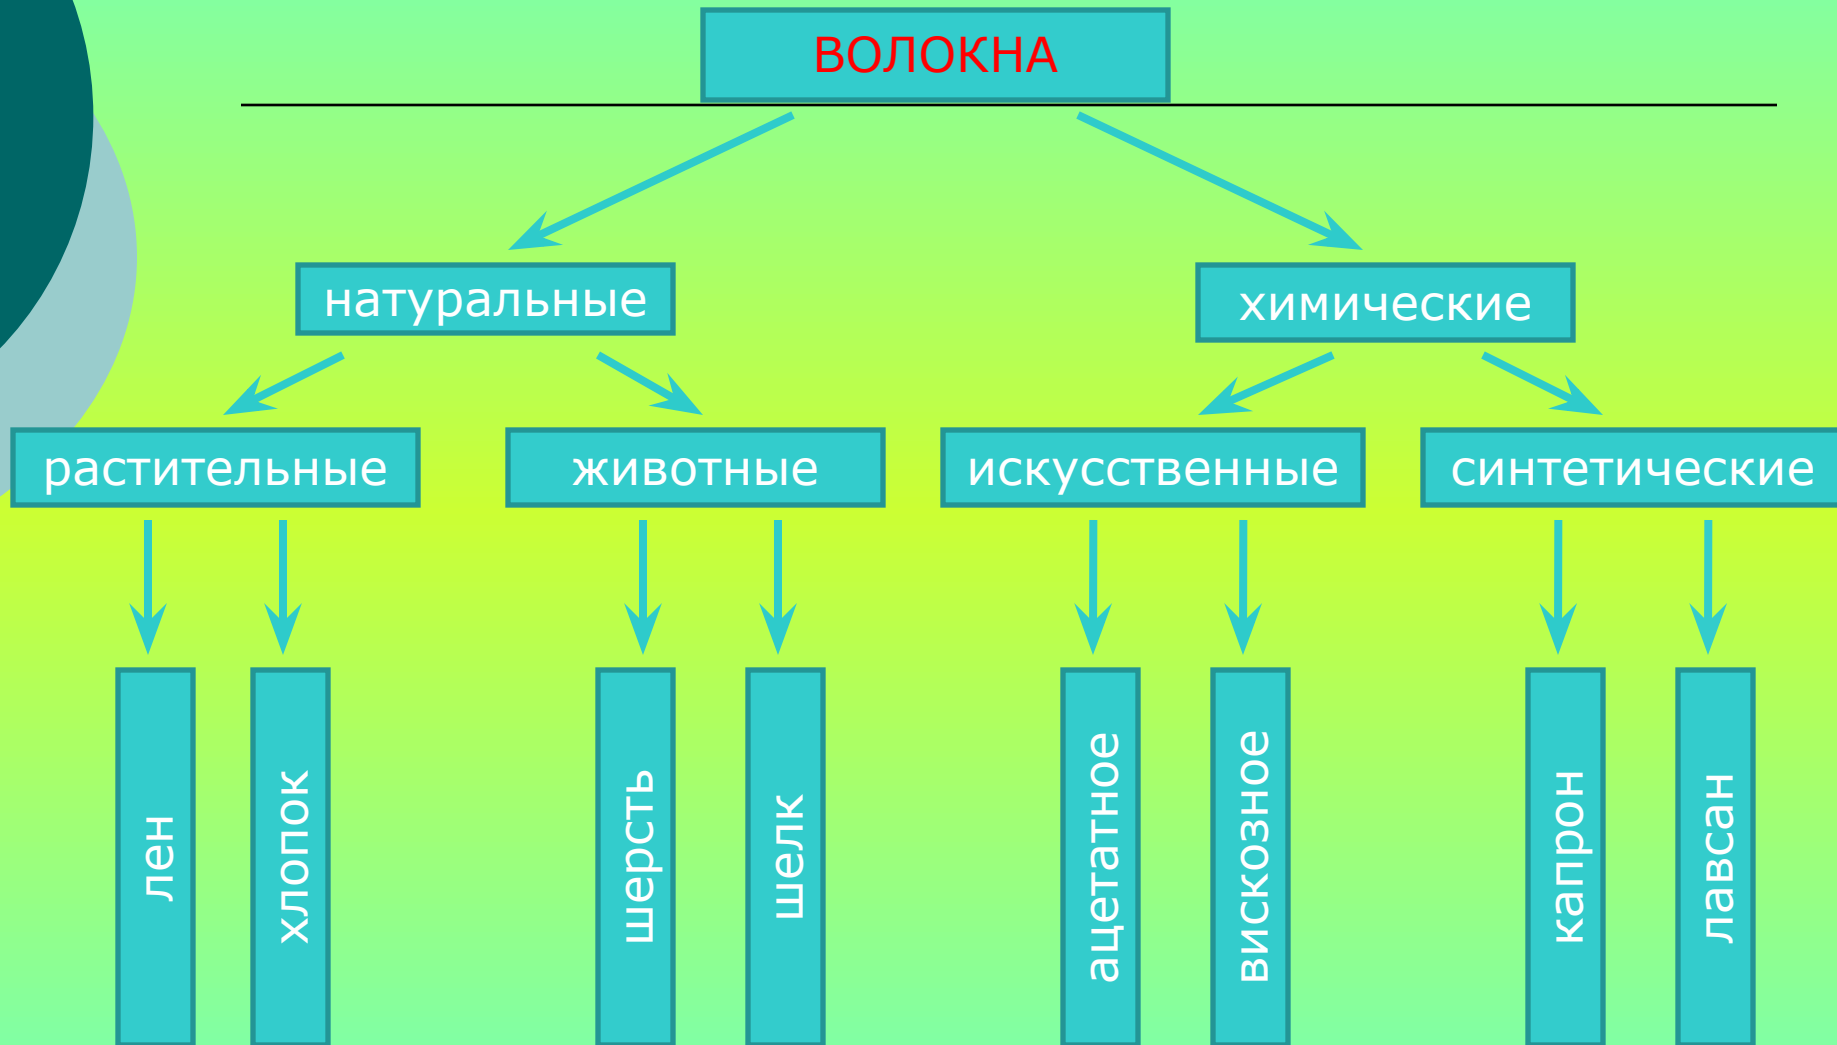 ВОЛОКНА
натуральные
химические
растительные
животные
искусственные
синтетические
лен
хлопок
шерсть
шелк
ацетатное
вискозное
капрон
лавсан